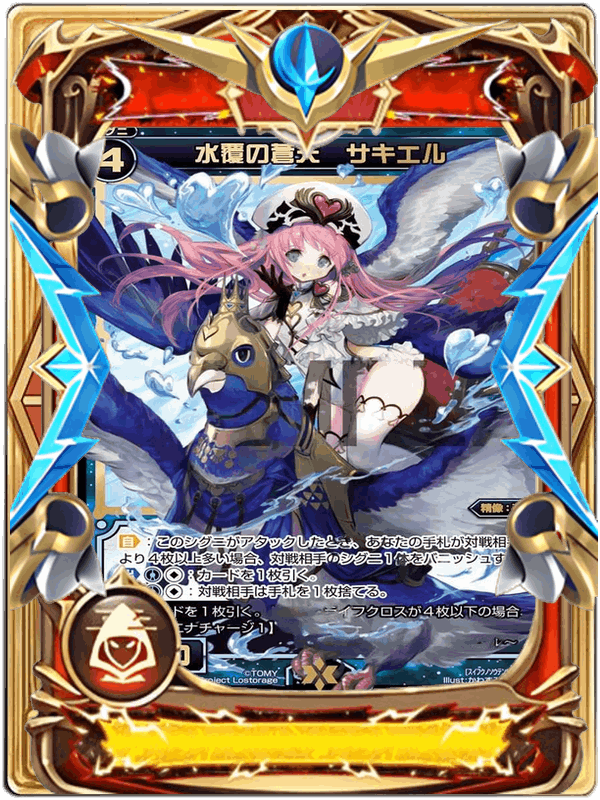 4
水覆の蒼天　サキエル
精像：
自：このシグニがアタックしたとき、あなたの手札が対戦相
より４枚以上多い場合、対戦相手のシグニ１体をバニッシュす
：カードを１枚引く。
：対戦相手は手札を１枚捨てる。
ドを１枚引く。 イフクロスが４枚以下の場合
エナチャージ１】
©TOMY
roject Lostorage